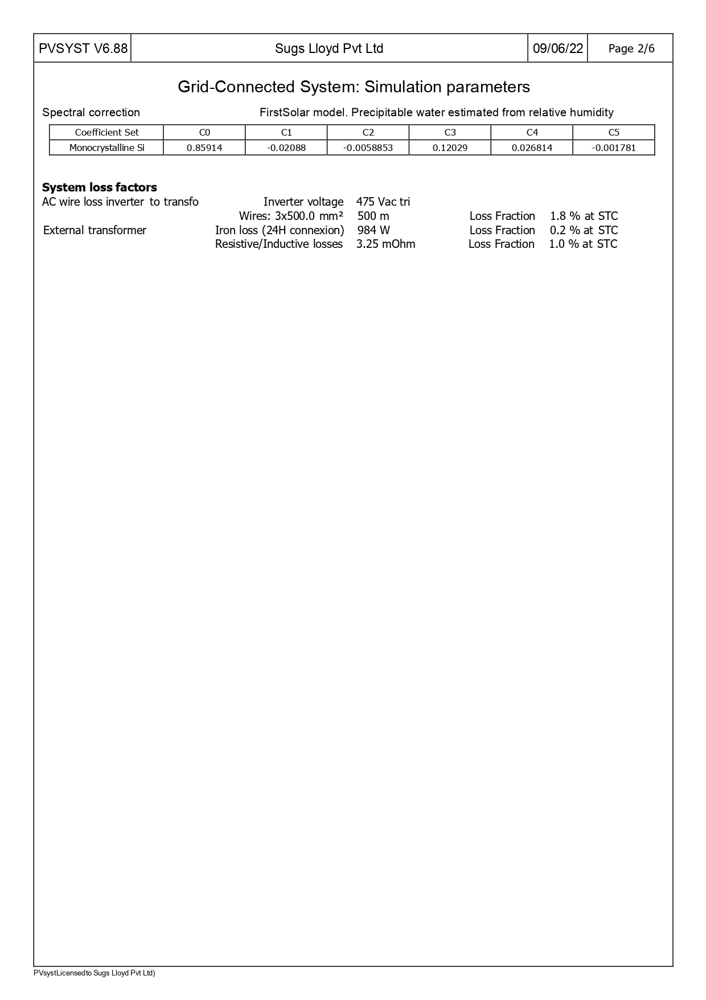 PVSYST V6.88 Sugs Lloyd Pvt Ltd 09/06/22 Page 2/6
Grid-Connected System: Simulation parameters
Spectral correction FirstSolar model. Precipitable water estimated from relative humidity
Coefficient Set C0 C1 C2 C3 C4 C5
Monocrystalline Si 0.85914 -0.02088 -0.0058853 0.12029 0.026814 -0.001781
System loss factors
AC wire loss inverter to transfo Inverter voltage 475 Vac tri
Wires: 3x500.0 mm² 500 m Loss Fraction 1.8 % at STC
External transformer Iron loss (24H connexion) 984 W Loss Fraction 0.2 % at STC
Resistive/Inductive losses 3.25 mOhm Loss Fraction 1.0 % at STC
PVsystLicensedto Sugs Lloyd Pvt Ltd)